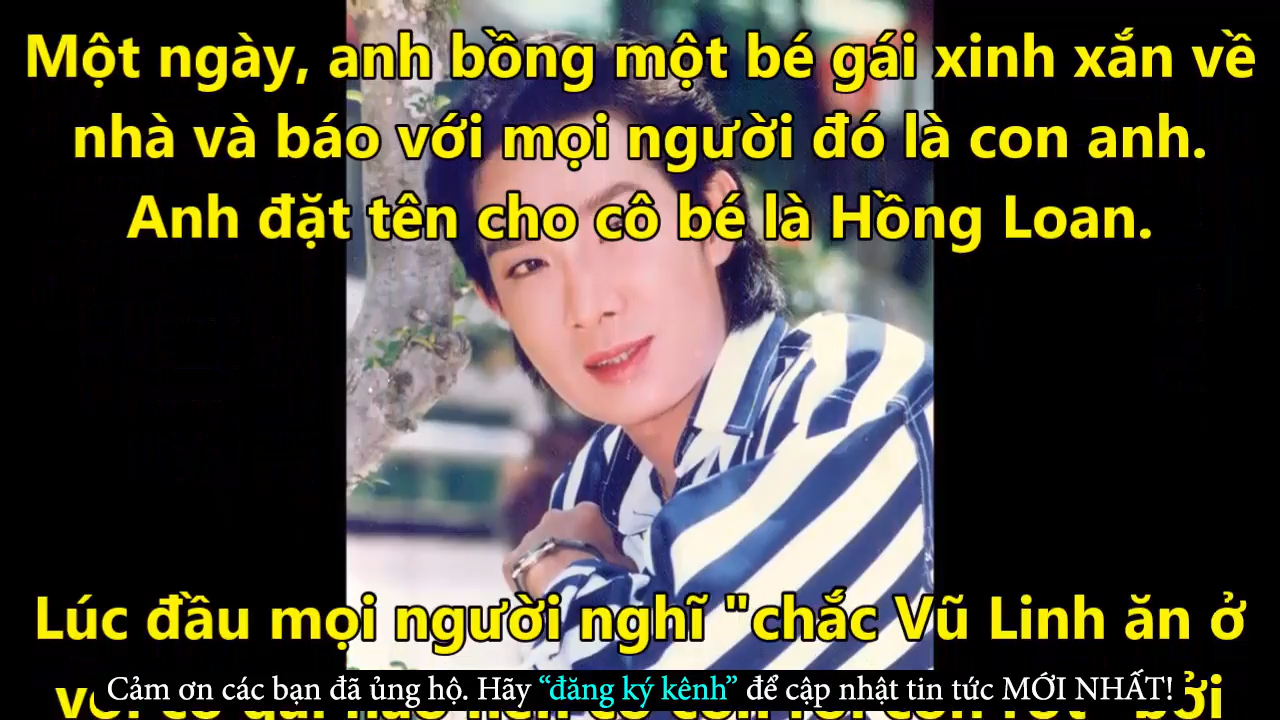 Một ngày, anh bồng một bé gái xinh xắn về
nhà và báo với mọi người đó là con anh.
Anh đặt tên cho cô bé là Hồng Loan.
Lúc đầu mọi người nghĩ "chắc Vũ Linh ăn ở
Cảm ơn các bạn đã ủng hộ. Hãy “đăng ký kênh” để cập nhật tin tức MỚI NHẤT!